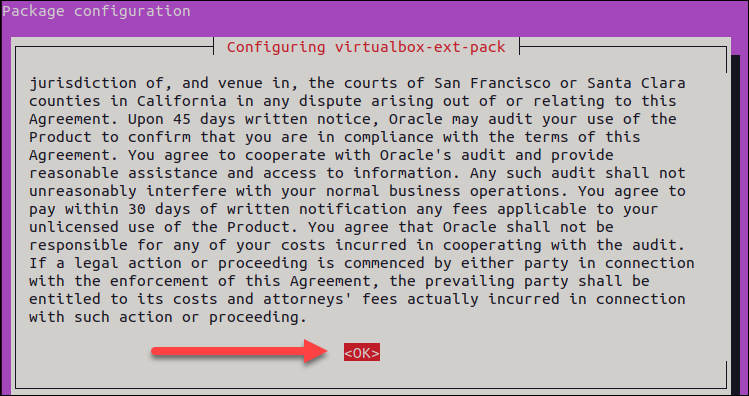 Package configuration
Configuring virtualbox-ext-pack
jurisdiction of, and venue in, the courts of San Francisco or Santa Clara
counties in California in any dispute arising out of or relating to this
Agreement. Upon 45 days written notice, Oracle may audit your use of the
Product to confirm that you are in compliance with the terms of this
Agreement. You agree to cooperate with Oracle's audit and provide
reasonable assistance and access to information. Any such audit shall not
unreasonably interfere with your normal business operations. You agree to
pay within 30 days of written notification any fees applicable to your
unlicensed use of the Product. You agree that Oracle shall not be
responsible for any of your costs incurred in cooperating with the audit.
If a legal action or proceeding is commenced by either party in connection
with the enforcement of this Agreement, the prevailing party shall be
entitled to its costs and attorneys' fees actually incurred in connection
with such action or proceeding.
<OK>